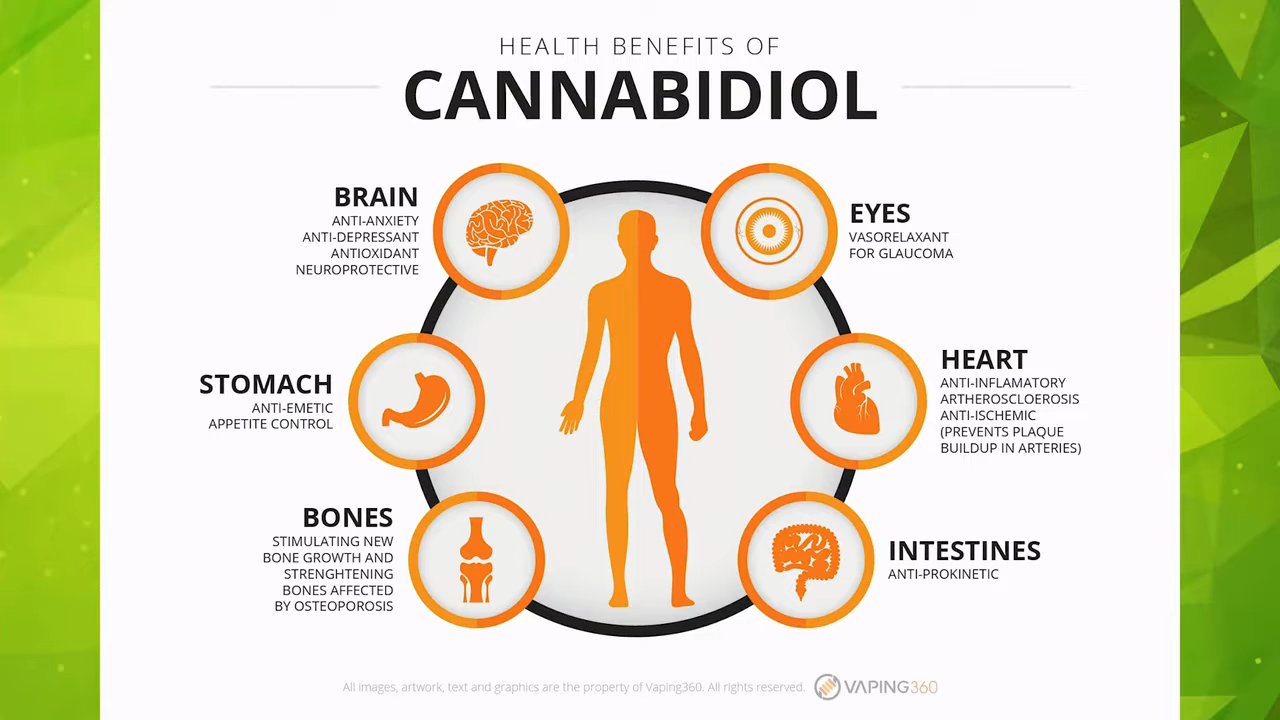 HEALTH BENEFITS OF
CANNABIDIOL
BRAIN
ANTI-ANXIETY
ANTI-DEPRESSANT
ANTIOXIDANT
NEUROPROTECTIVE
EYES
VASORELAXANT
FOR GLAUCOMA
STOMACH
ANTI-EMETIC
APPETITE CONTROL
HEART
ANTI-INFLAMATORY
ARTHEROSCLOEROSIS
ANTI-ISCHEMIC
(PREVENTS PLAQUE
BUILDUP IN ARTERIES)
BONES
STIMULATING NEW
BONE GROWTH AND
STRENGHTENING
BONES AFFECTED
BY OSTEOPOROSIS
INTESTINES
ANTI-PROKINETIC
All images, artwork, text and graphics are the property of Vaping360. All rights reserved. VAPING360